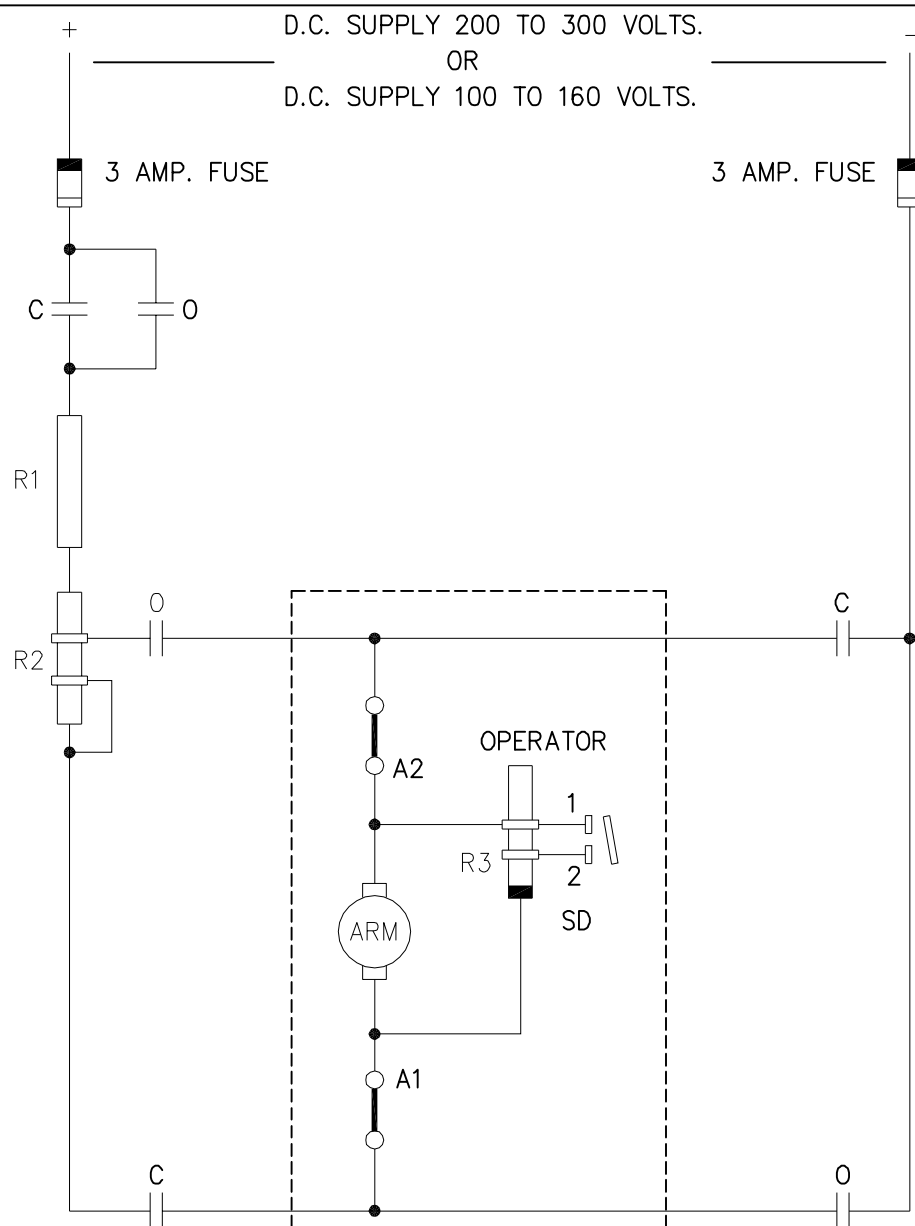 + D.C. SUPPLY 200 TO 300 VOLTS. −
OR
D.C. SUPPLY 100 TO 160 VOLTS.
3 AMP. FUSE 3 AMP. FUSE
C O
R1
O C
R2
OPERATOR
A2
1
R3
2
SD
ARM
A1
C O